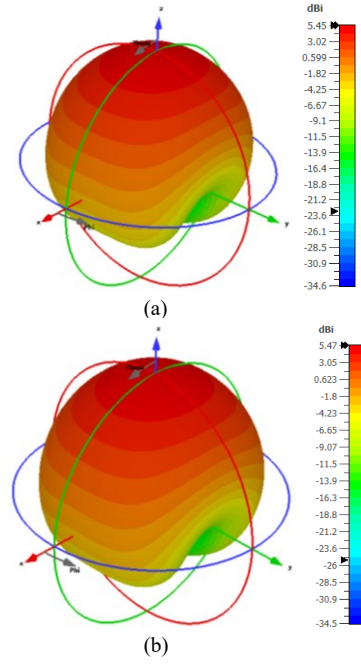 dBi
5.45
3.02
0.599
-1.82
-4.25
-6.67
-9.1
-11.5
-13.9
-16.4
-18.8
-21.2
-23.6
-26.1
-28.5
-30.9
-34.6
z
x
Phi
y
(a)
dBi
5.47
3.05
0.623
-1.8
-4.23
-6.65
-9.07
-11.5
-13.9
-16.3
-18.8
-21.2
-23.6
-26
-28.5
-30.9
-34.5
z
x
Phi
y
(b)